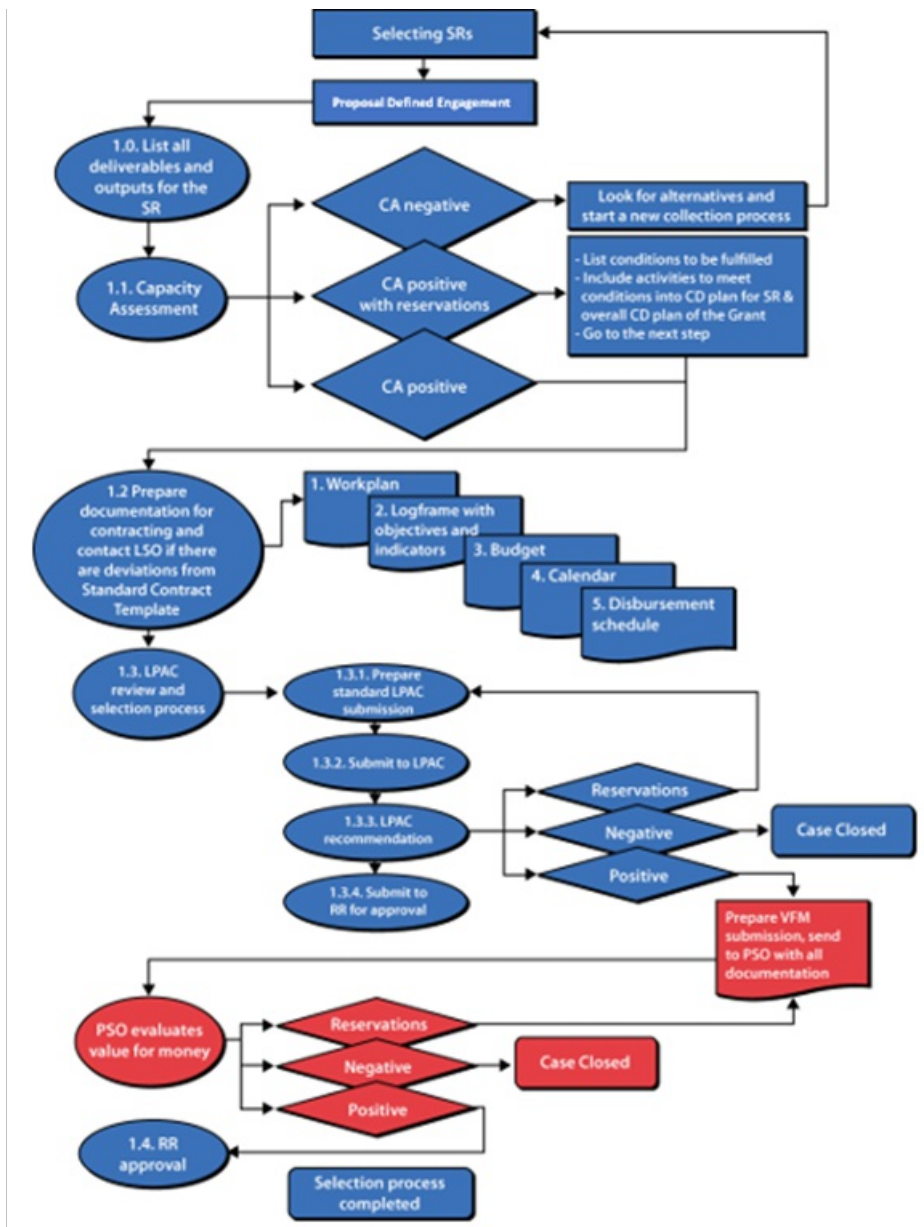 Selecting SRs
Proposal Defined Engagement
1.0. List all
deliverables and
outputs for the
SR
1.1. Capacity
Assessment
CA negative
Look for alternatives and
start a new collection process
CA positive
with reservations
- List conditions to be fulfilled
- Include activities to meet
conditions into CD plan for SR &
overall CD plan of the Grant
- Go to the next step
CA positive
1.2 Prepare
documentation for
contracting and
contact LSO if there
are deviations from
Standard Contract
Template
1. Workplan
2. Logframe with
objectives and
indicators
3. Budget
4. Calendar
5. Disbursement
schedule
1.3. LPAC
review and
selection process
1.3.1. Prepare
standard LPAC
submission
1.3.2. Submit to LPAC
1.3.3. LPAC
recommendation
1.3.4. Submit to
RR for approval
Reservations
Negative
Positive
Case Closed
Prepare VFM
submission, send
to PSO with all
documentation
PSO evaluates
value for money
Reservations
Negative
Positive
Case Closed
1.4. RR
approval
Selection process
completed